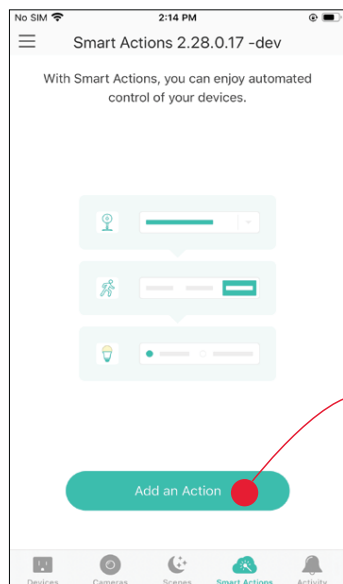 No SIM 2:14 PM
Smart Actions 2.28.0.17 -dev
With Smart Actions, you can enjoy automated
control of your devices.
Add an Action
Devices Cameras Scenes Smart Actions Activity